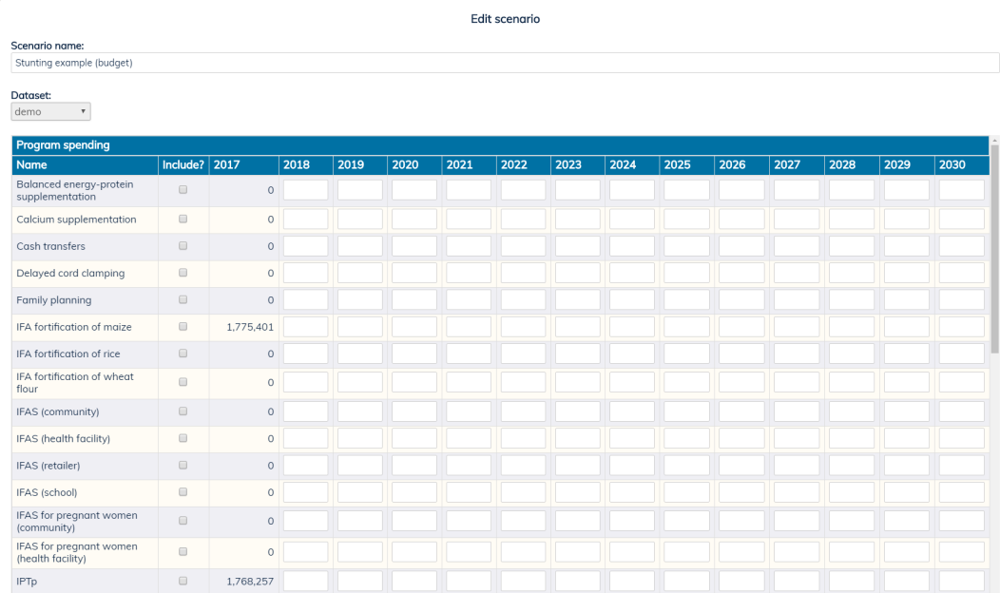 Edit scenario
Scenario name:
Stunting example (budget)
Dataset:
demo
Program spending
Name Include? 2017 2018 2019 2020 2021 2022 2023 2024 2025 2026 2027 2028 2029 2030
Balanced energy-protein
supplementation 0
Calcium supplementation 0
Cash transfers 0
Delayed cord clamping 0
Family planning 0
IFA fortification of maize 1,775,401
IFA fortification of rice 0
IFA fortification of wheat
flour 0
IFAS (community) 0
IFAS (health facility) 0
IFAS (retailer) 0
IFAS (school) 0
IFAS for pregnant women
(community) 0
IFAS for pregnant women
(health facility) 0
IPTp 1,768,257